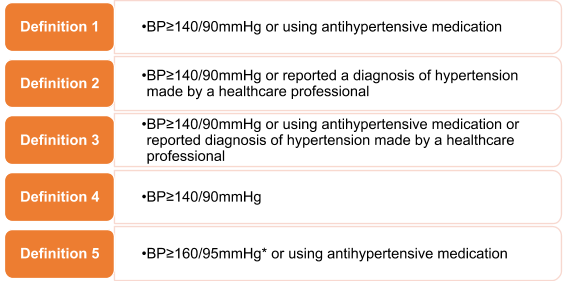 Definition 1
•BP≥140/90mmHg or using antihypertensive medication
Definition 2
•BP≥140/90mmHg or reported a diagnosis of hypertension
made by a healthcare professional
Definition 3
•BP≥140/90mmHg or using antihypertensive medication or
reported diagnosis of hypertension made by a healthcare
professional
Definition 4
•BP≥140/90mmHg
Definition 5
•BP≥160/95mmHg* or using antihypertensive medication